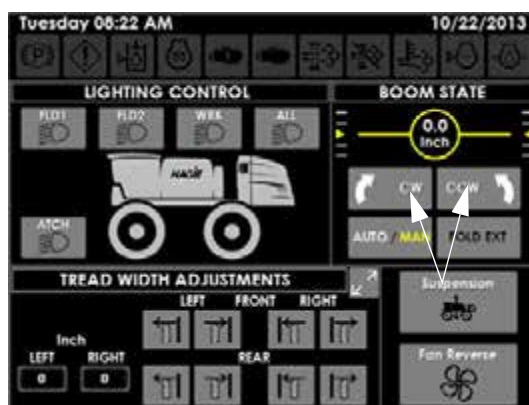 Tuesday 08:22 AM 10/22/2013
LIGHTING CONTROL
BOOM STATE
FLD1 FLD2 WRK ALL
0.0
Inch
HAGIE
CW CCW
ATCH
AUTO / MAN FOLD EXT
TREAD WIDTH ADJUSTMENTS
LEFT FRONT RIGHT
Suspension
Inch
LEFT RIGHT
REAR
0 0
Fan Reverse
(P)